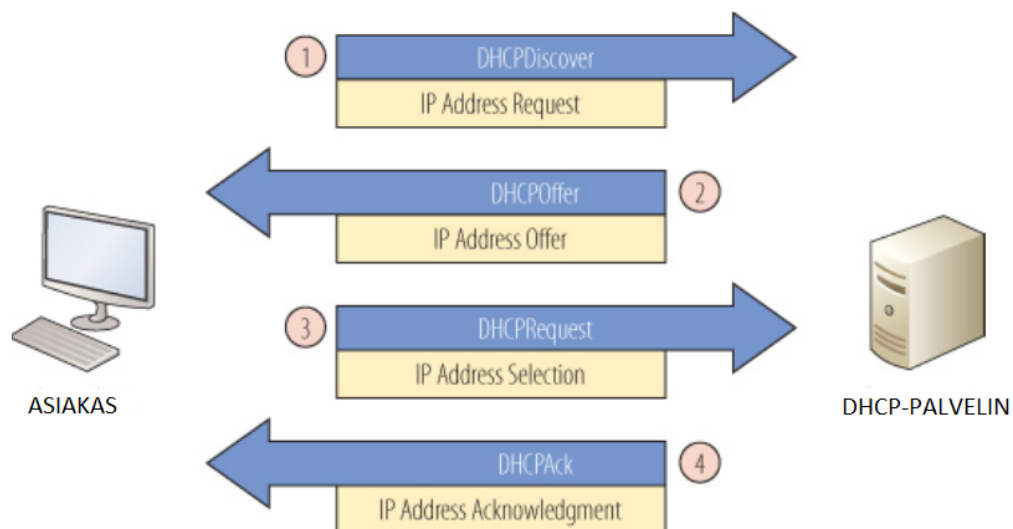 1
DHCPDiscover
IP Address Request
DHCPOffer
2
IP Address Offer
3
DHCPRequest
IP Address Selection
ASIAKAS
DHCP-PALVELIN
DHCPAck
4
IP Address Acknowledgment